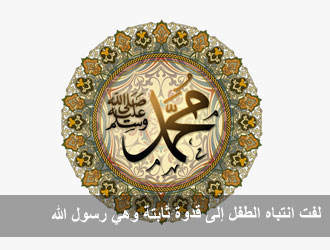 محمد
صلى الله
عليه
وسلم
لفت انتباه الطفل إلى قدوة ثابتة وهي رسول الله